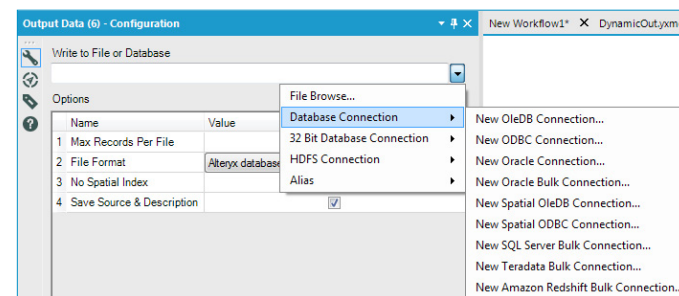 Output Data (6) - Configuration
New Workflow1*
DynamicOut.yxm
Write to File or Database
File Browse...
Options
Database Connection
New OleDB Connection...
Name
Value
32 Bit Database Connection
New ODBC Connection...
1 Max Records Per File
HDFS Connection
New Oracle Connection...
2 File Format
Alteryx database
Alias
New Oracle Bulk Connection...
3 No Spatial Index
New Spatial OleDB Connection...
4 Save Source & Description
New Spatial ODBC Connection...
New SQL Server Bulk Connection...
New Teradata Bulk Connection...
New Amazon Redshift Bulk Connection..